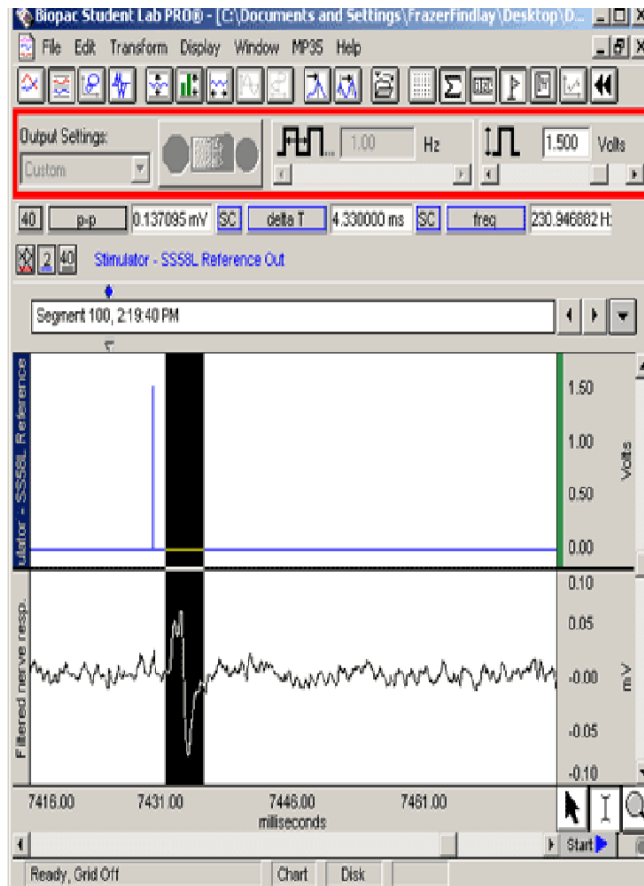 Biopac Student Lab PRO® - [C:\Documents and Settings\FrazerFindlay\Desktop\D...
File Edit Transform Display Window MP35 Help
Output Settings:
Custom
1.00 Hz
1.500 Volts
40 p-p 0.137095 mV SC delta T 4.330000 ms SC freq 230.946882 H:
2 40 Stimulator - SS58L Reference Out
Segment 100, 2:19:40 PM
ulator - SS58L Reference
1.50
1.00
0.50
0.00
Volts
Filtered nerve resp.
0.10
0.05
-0.00
-0.05
-0.10
mV
7416.00 7431.00 7446.00 7461.00
milliseconds
Start
Ready, Grid Off Chart Disk